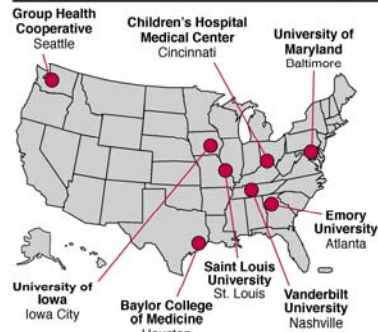 Group Health
Cooperative
Seattle
Children's Hospital
Medical Center
Cincinnati
University of
Maryland
Baltimore
Emory
University
Atlanta
University of
Iowa
Iowa City
Baylor College
of Medicine
Houston
Saint Louis
University
St. Louis
Vanderbilt
University
Nashville